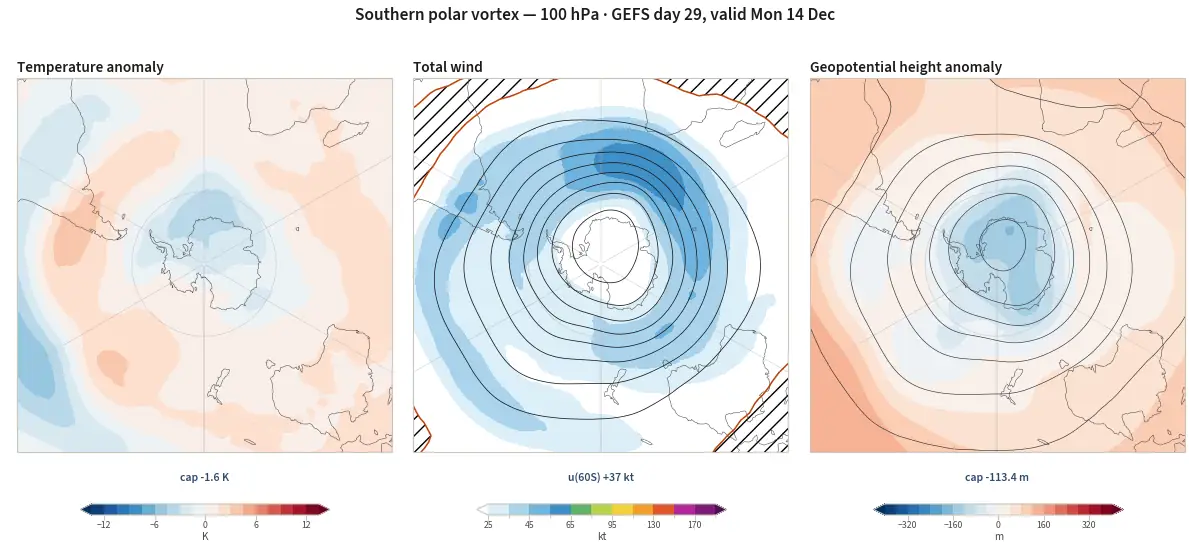 Southern polar vortex — 100 hPa · GEFS day 29, valid Mon 14 Dec
Temperature anomaly
Total wind
Geopotential height anomaly
cap -1.6 K
u(60S) +37 kt
cap -113.4 m
−12 −6 0 6 12
K
25 45 65 90 110 130 170
kt
−320 −160 0 160 320
m